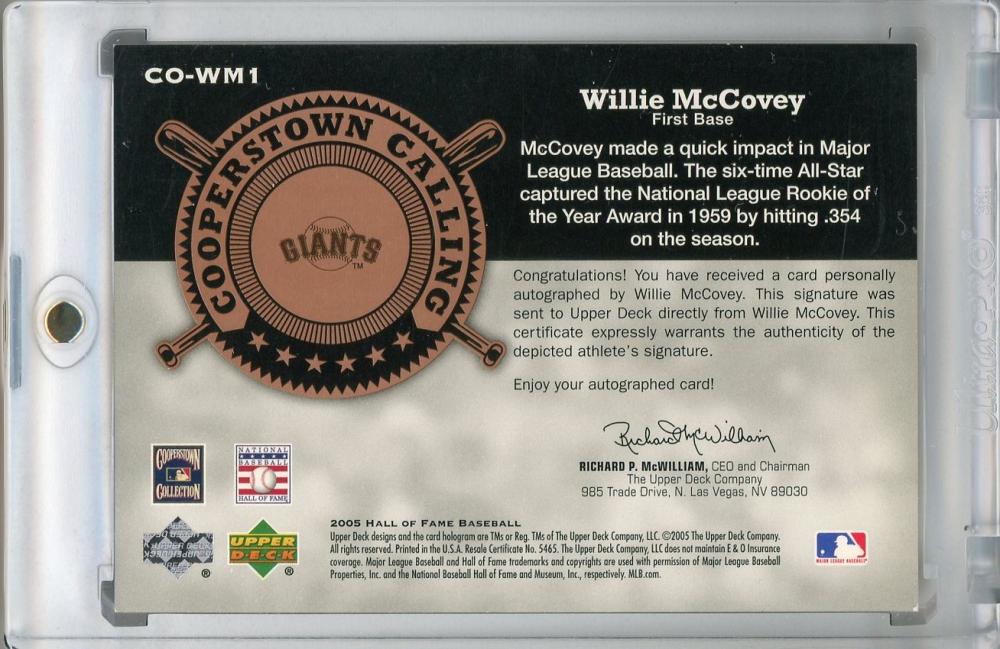 CO-WM1
COOPERSTOWN CALLING
GIANTS
TM
Willie McCovey
First Base
McCovey made a quick impact in Major
League Baseball. The six-time All-Star
captured the National League Rookie of
the Year Award in 1959 by hitting .354
on the season.
Congratulations! You have received a card personally
autographed by Willie McCovey. This signature was
sent to Upper Deck directly from Willie McCovey. This
certificate expressly warrants the authenticity of the
depicted athlete's signature.
Enjoy your autographed card!
Richard P. McWilliam
RICHARD P. McWILLIAM, CEO and Chairman
The Upper Deck Company
985 Trade Drive, N. Las Vegas, NV 89030
COOPERSTOWN
COLLECTION
NATIONAL
BASEBALL
HALL OF FAME
UPPER
DECK
®
®
2005 HALL OF FAME BASEBALL
Upper Deck designs and the card hologram are TMs or Reg. TMs of The Upper Deck Company, LLC. ©2005 The Upper Deck Company.
All rights reserved. Printed in the U.S.A. Resale Certificate No. 5465. The Upper Deck Company, LLC does not maintain E & O Insurance
coverage. Major League Baseball and Hall of Fame trademarks and copyrights are used with permission of Major League Baseball
Properties, Inc. and the National Baseball Hall of Fame and Museum, Inc., respectively. MLB.com.
MAJOR LEAGUE BASEBALL